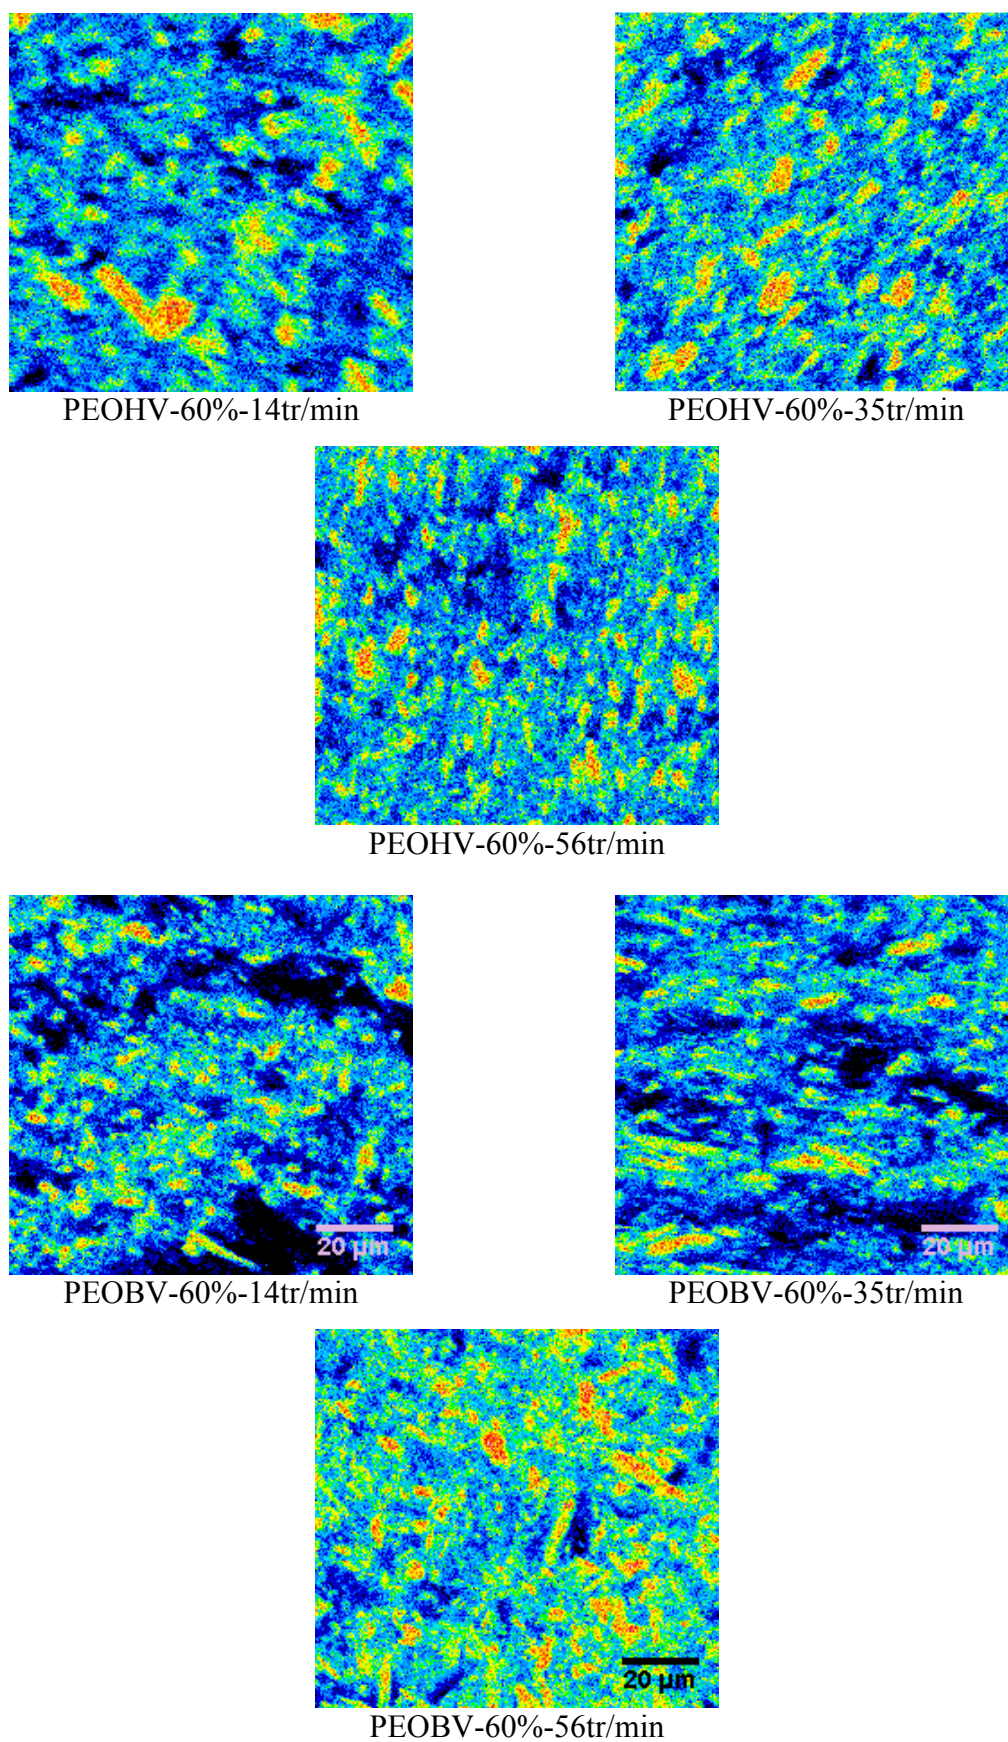 PEOHV-60%-14tr/min
PEOHV-60%-35tr/min
PEOHV-60%-56tr/min
20 µm
20 µm
PEOBV-60%-14tr/min
PEOBV-60%-35tr/min
20 µm
PEOBV-60%-56tr/min